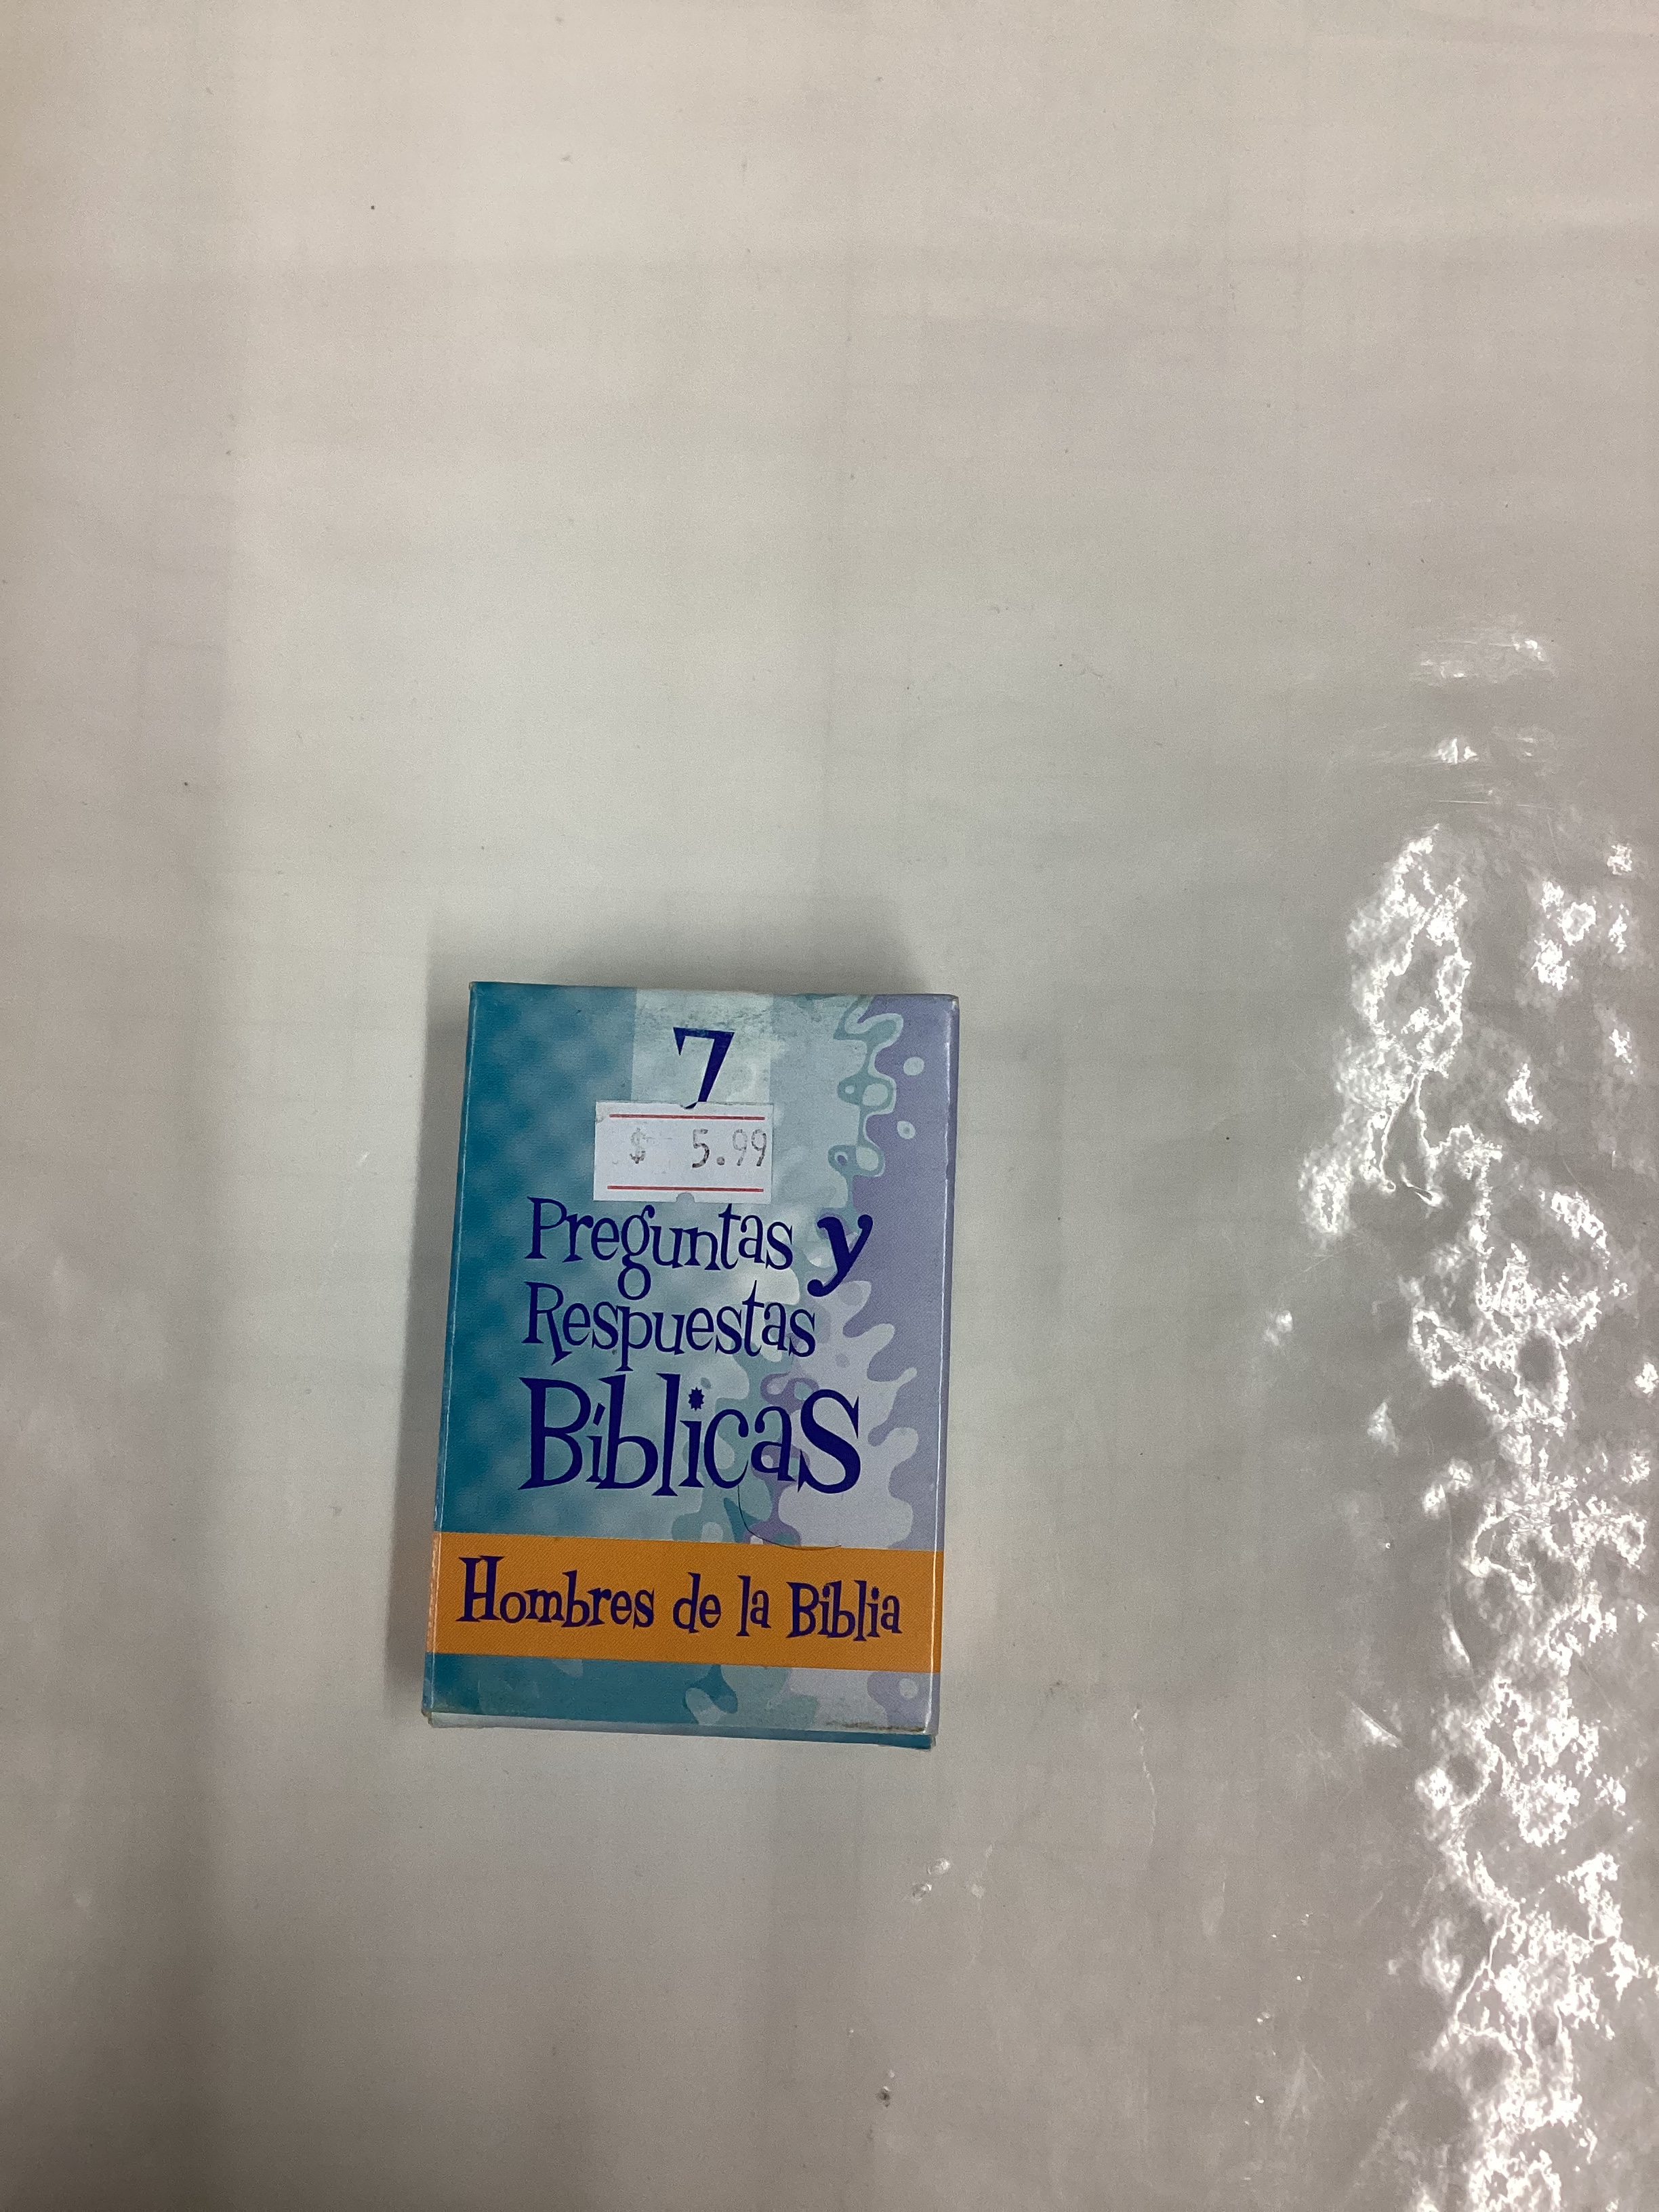 7
$ 5.99
Preguntas y
Respuestas
Bíblicas
Hombres de la Biblia